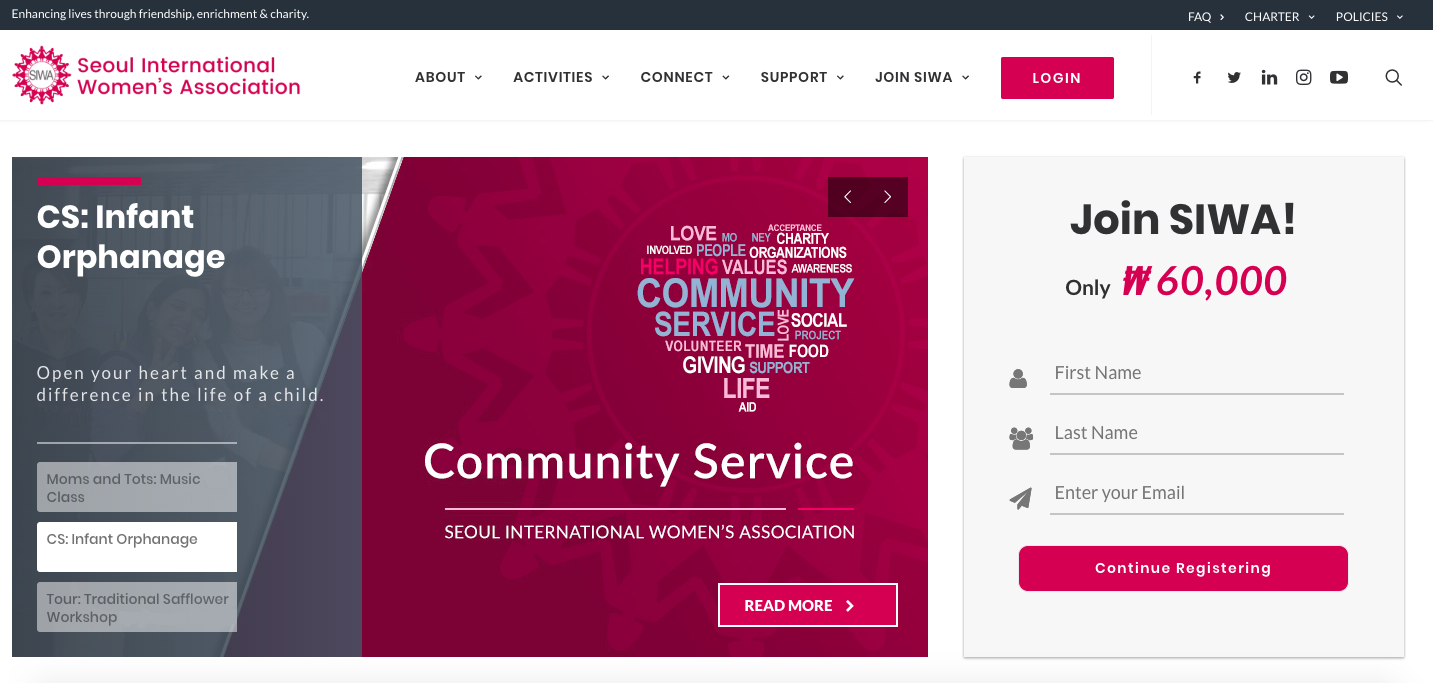 Enhancing lives through friendship, enrichment & charity.
FAQ CHARTER POLICIES
SIWA
Seoul International
Women's Association
ABOUT ACTIVITIES CONNECT SUPPORT JOIN SIWA LOGIN
CS: Infant
Orphanage
Open your heart and make a
difference in the life of a child.
Moms and Tots: Music
Class
CS: Infant Orphanage
Tour: Traditional Safflower
Workshop
ACCEPTANCE
LOVE MO NEY CHARITY
INVOLVED PEOPLE ORGANIZATIONS
HELPING VALUES AWARENESS
COMMUNITY
SERVICE LOVE SOCIAL
PROJECT
VOLUNTEER TIME FOOD
GIVING SUPPORT
LIFE
AID
Community Service
SEOUL INTERNATIONAL WOMEN'S ASSOCIATION
READ MORE
Join SIWA!
Only ₩60,000
First Name
Last Name
Enter your Email
Continue Registering